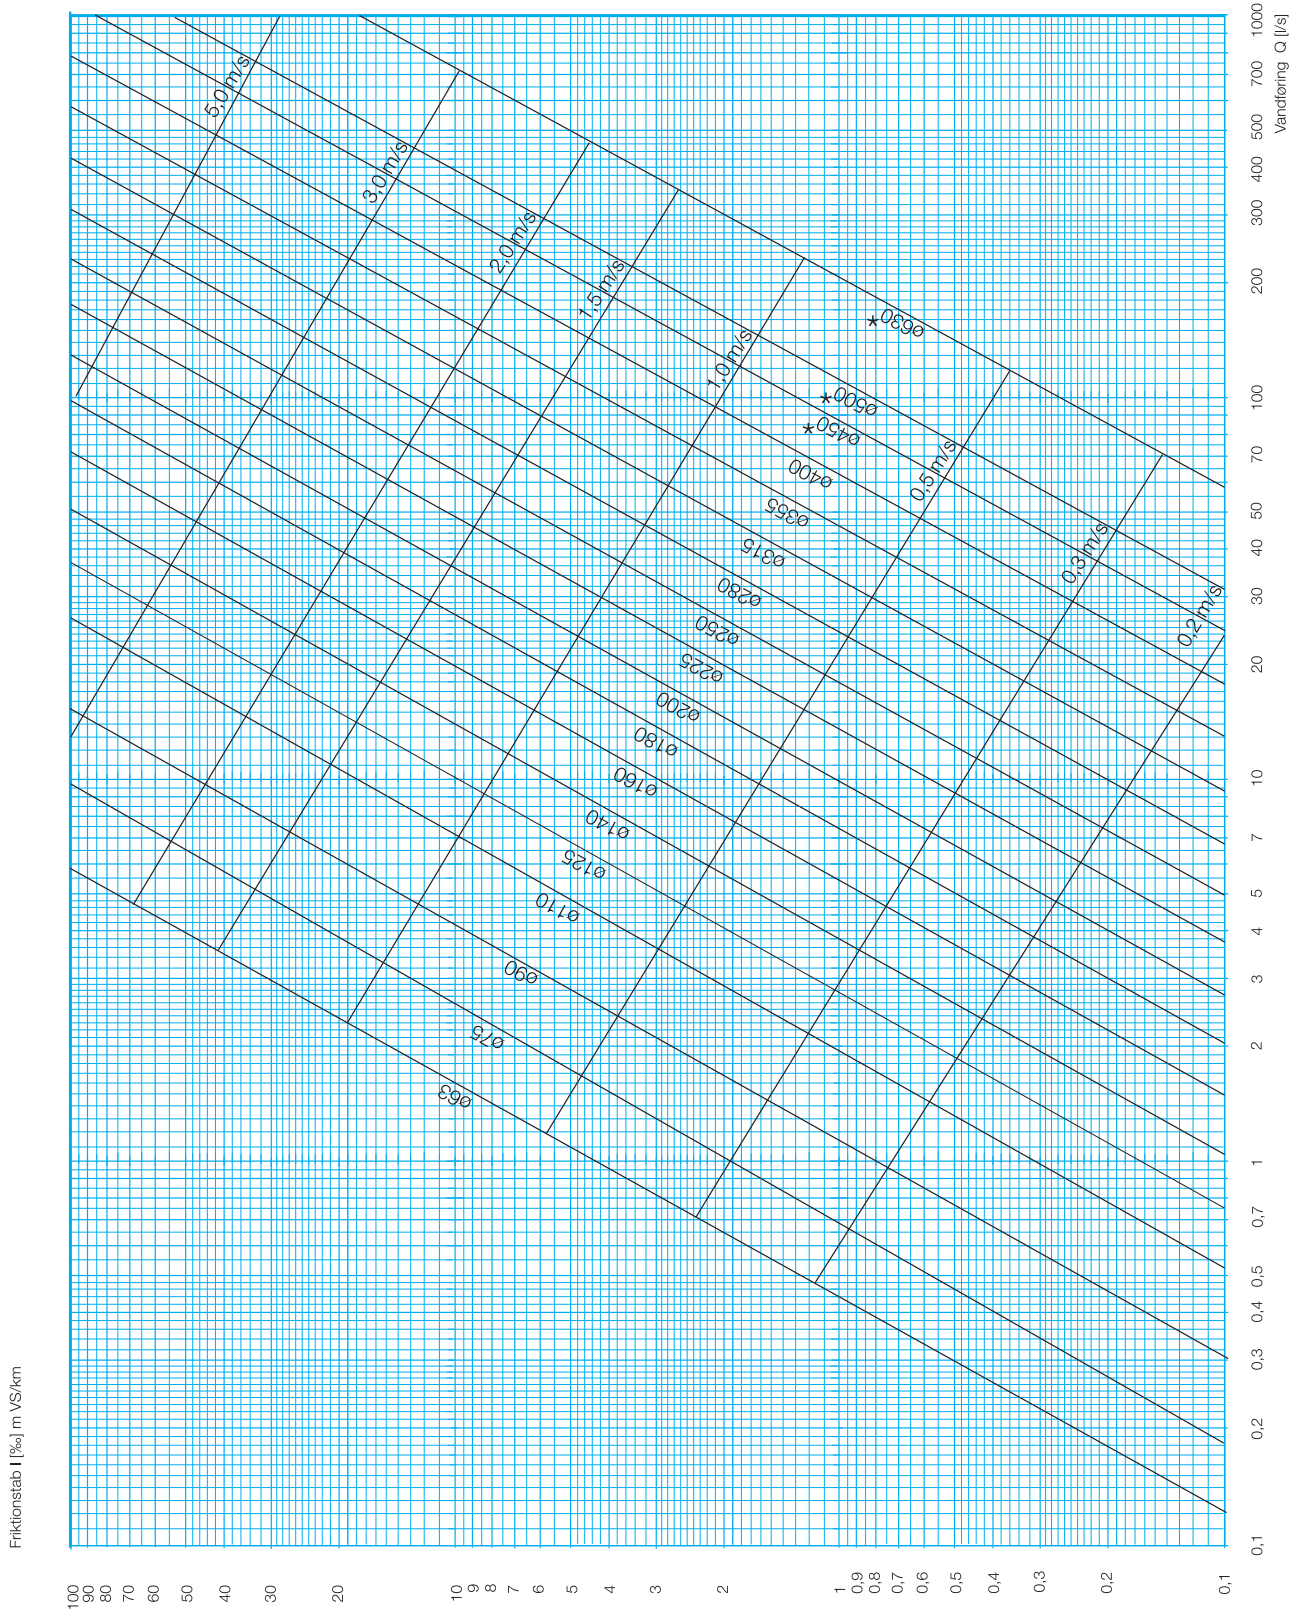 Friktionstab I [‰] m VS/km
100
90
80
70
60
50
40
30
20
10
9
8
7
6
5
4
3
2
1
0,9
0,8
0,7
0,6
0,5
0,4
0,3
0,2
0,1
Vandføring Q [l/s]
0,1
0,2
0,3
0,4
0,5
0,7
1
2
3
4
5
7
10
20
30
40
50
70
100
200
300
400
500
700
1000
5,0 m/s
3,0 m/s
2,0 m/s
1,5 m/s
1,0 m/s
0,5 m/s
0,3 m/s
0,2 m/s
ø63
ø75
ø90
ø110
ø125
ø140
ø160
ø180
ø200
ø225
ø250
ø280
ø315
ø355
ø400
ø450*
ø500*
ø630*